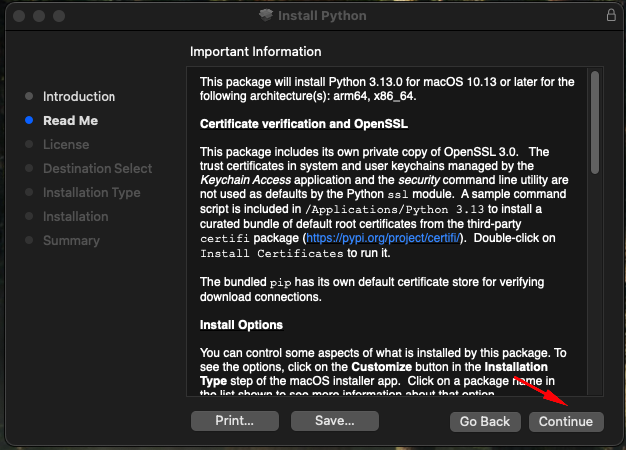 Install Python
Important Information
Introduction
Read Me
License
Destination Select
Installation Type
Installation
Summary
This package will install Python 3.13.0 for macOS 10.13 or later for the
following architecture(s): arm64, x86_64.
Certificate verification and OpenSSL
This package includes its own private copy of OpenSSL 3.0. The
trust certificates in system and user keychains managed by the
Keychain Access application and the security command line utility are
not used as defaults by the Python ssl module. A sample command
script is included in /Applications/Python 3.13 to install a
curated bundle of default root certificates from the third-party
certifi package (https://pypi.org/project/certifi/). Double-click on
Install Certificates to run it.
The bundled pip has its own default certificate store for verifying
download connections.
Install Options
You can control some aspects of what is installed by this package. To
see the options, click on the Customize button in the Installation
Type step of the macOS installer app. Click on a package name in
the list shown to see more information about that option.
Print...
Save...
Go Back
Continue